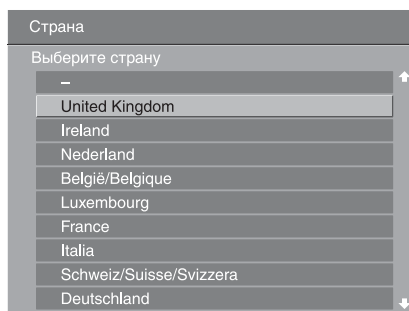 Страна
Выберите страну
–
United Kingdom
Ireland
Nederland
België/Belgique
Luxembourg
France
Italia
Schweiz/Suisse/Svizzera
Deutschland